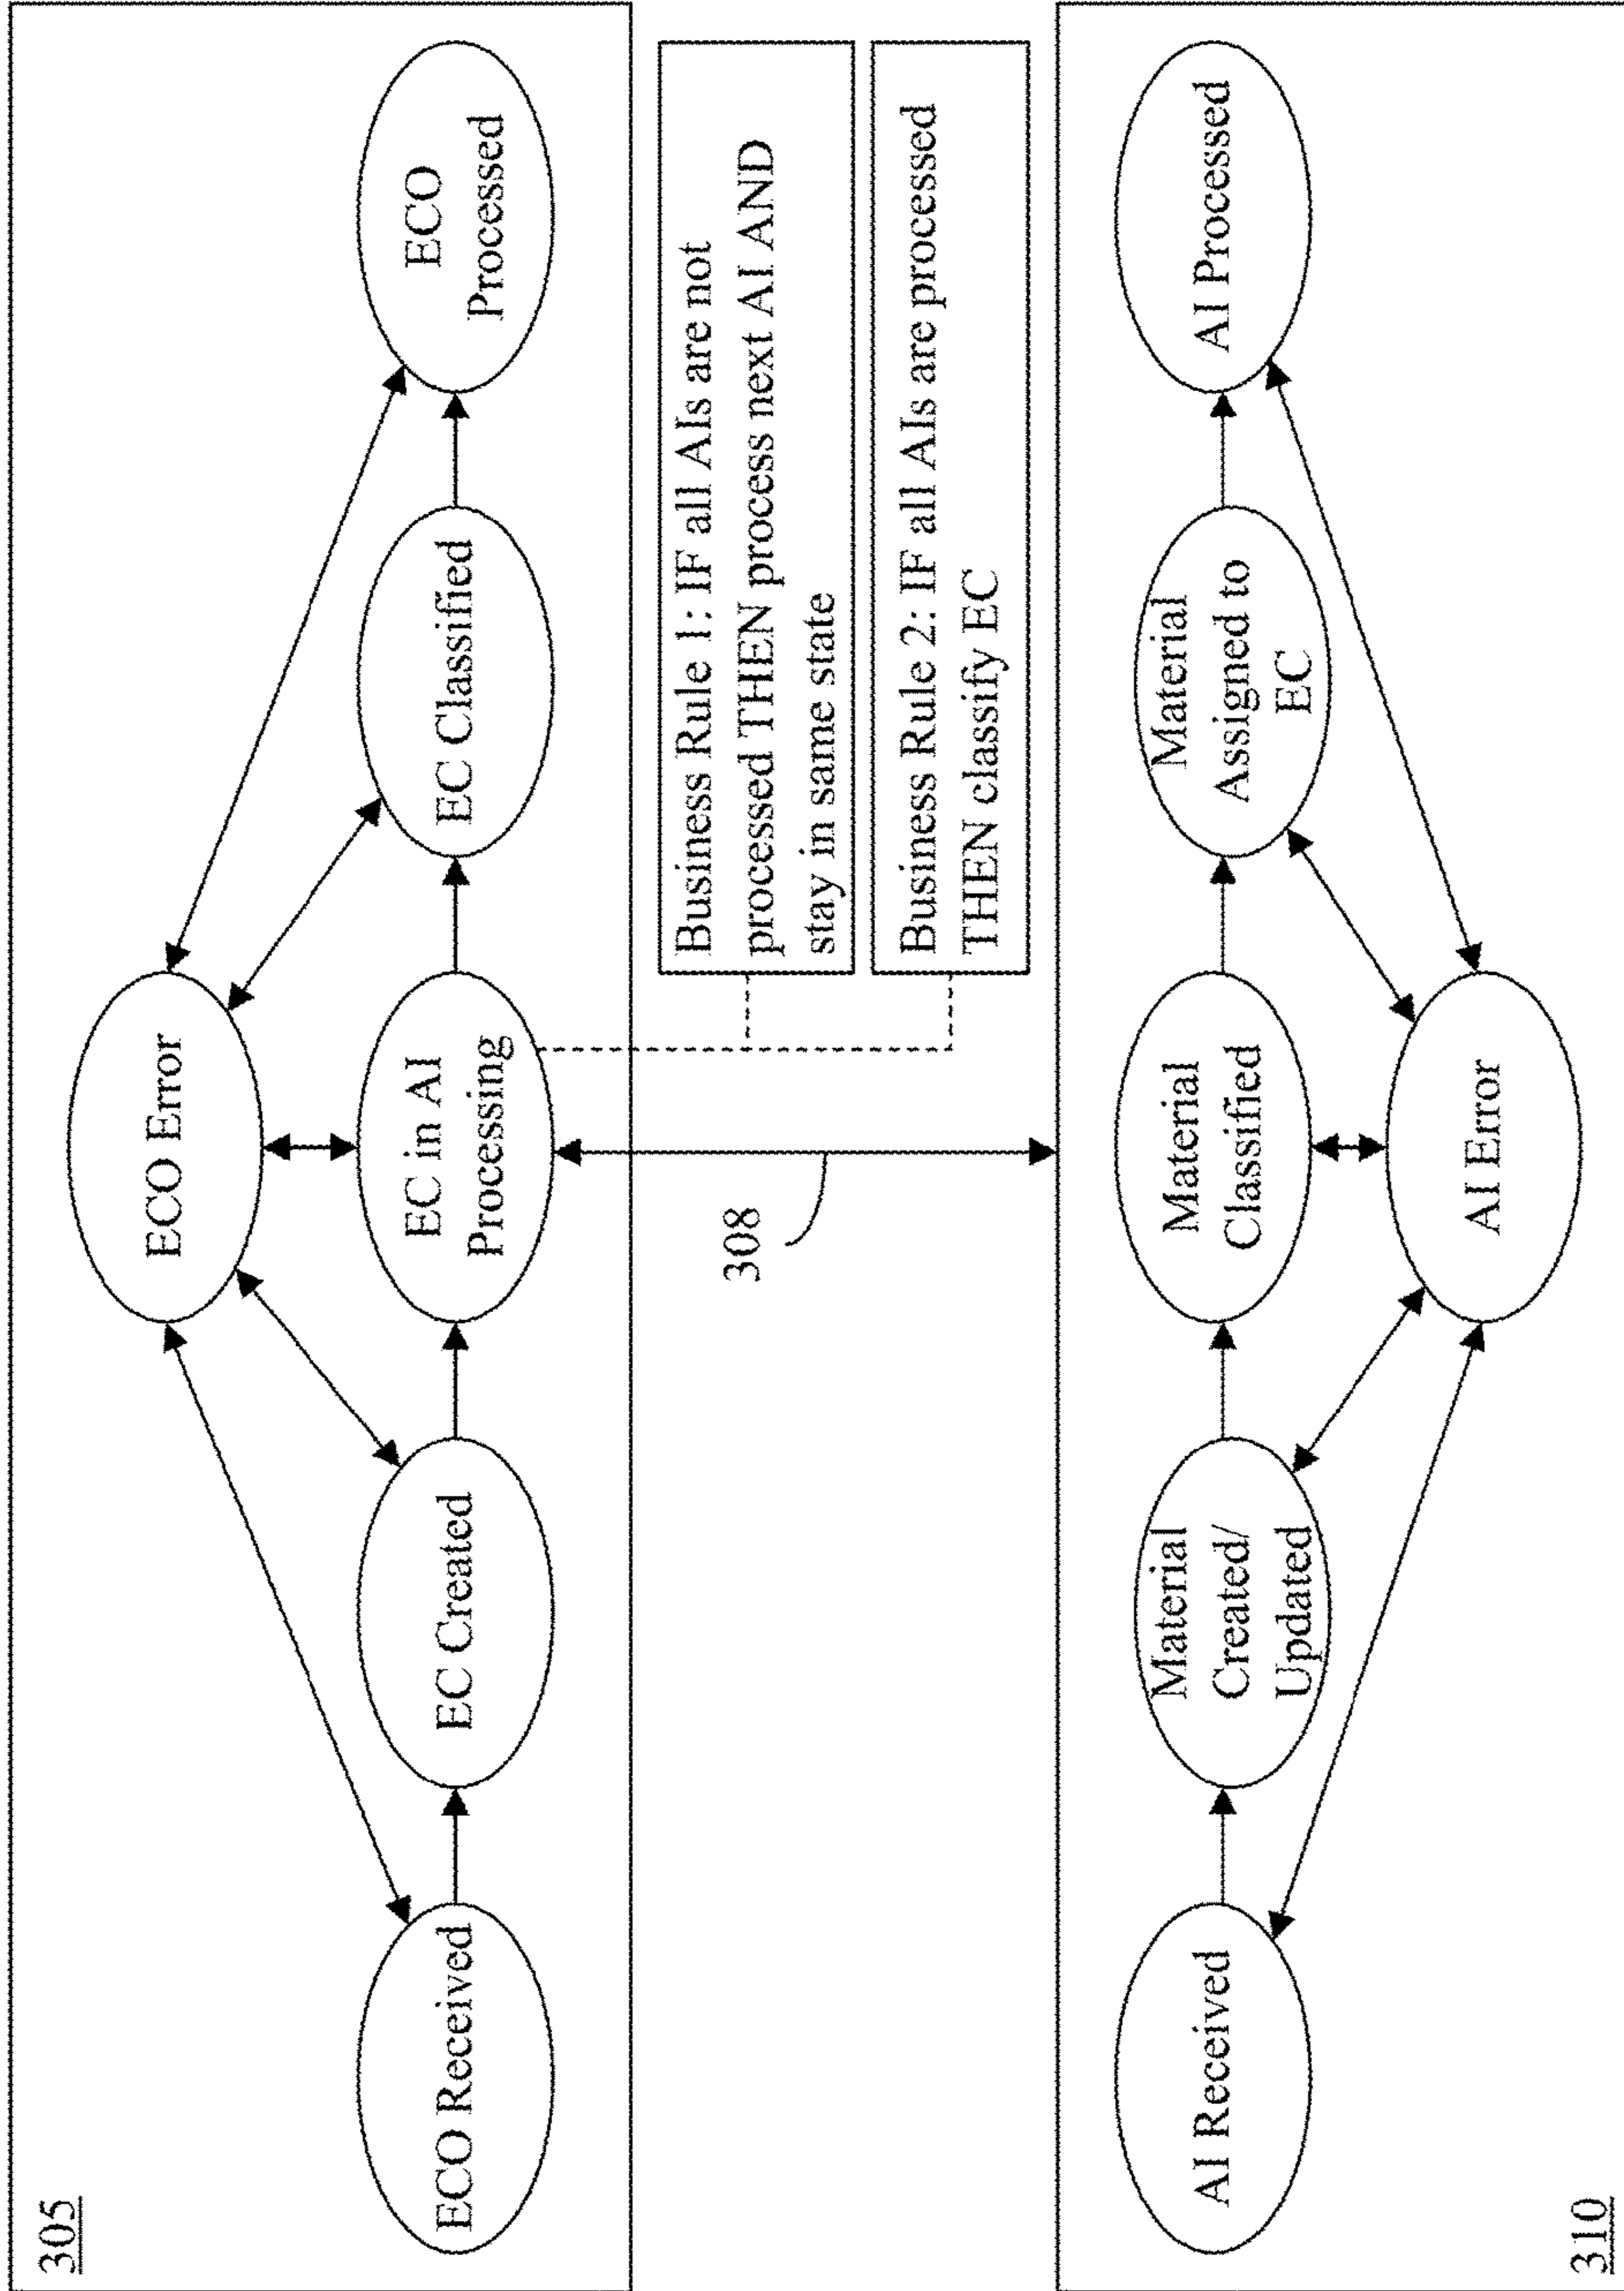 305
ECO Error
ECO Received
EC Created
EC in AI
Processing
EC Classified
ECO
Processed
308
Business Rule 1: IF all AIs are not
processed THEN process next AI AND
stay in same state
Business Rule 2: IF all AIs are processed
THEN classify EC
AI Received
Material
Created/
Updated
Material
Classified
Material
Assigned to
EC
AI Processed
AI Error
310